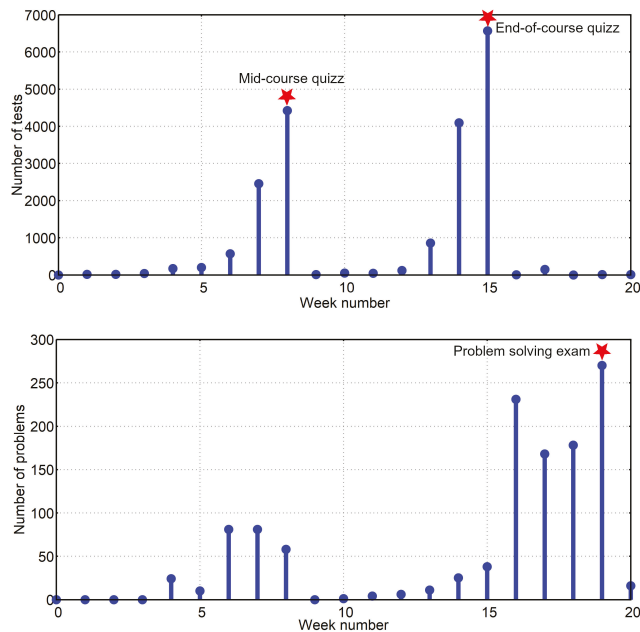 7000
End-of-course quizz
6000
Mid-course quizz
5000
4000
3000
2000
1000
0
Number of tests
0 5 10 15 20
Week number
300
Problem solving exam
250
200
150
100
50
0
Number of problems
0 5 10 15 20
Week number